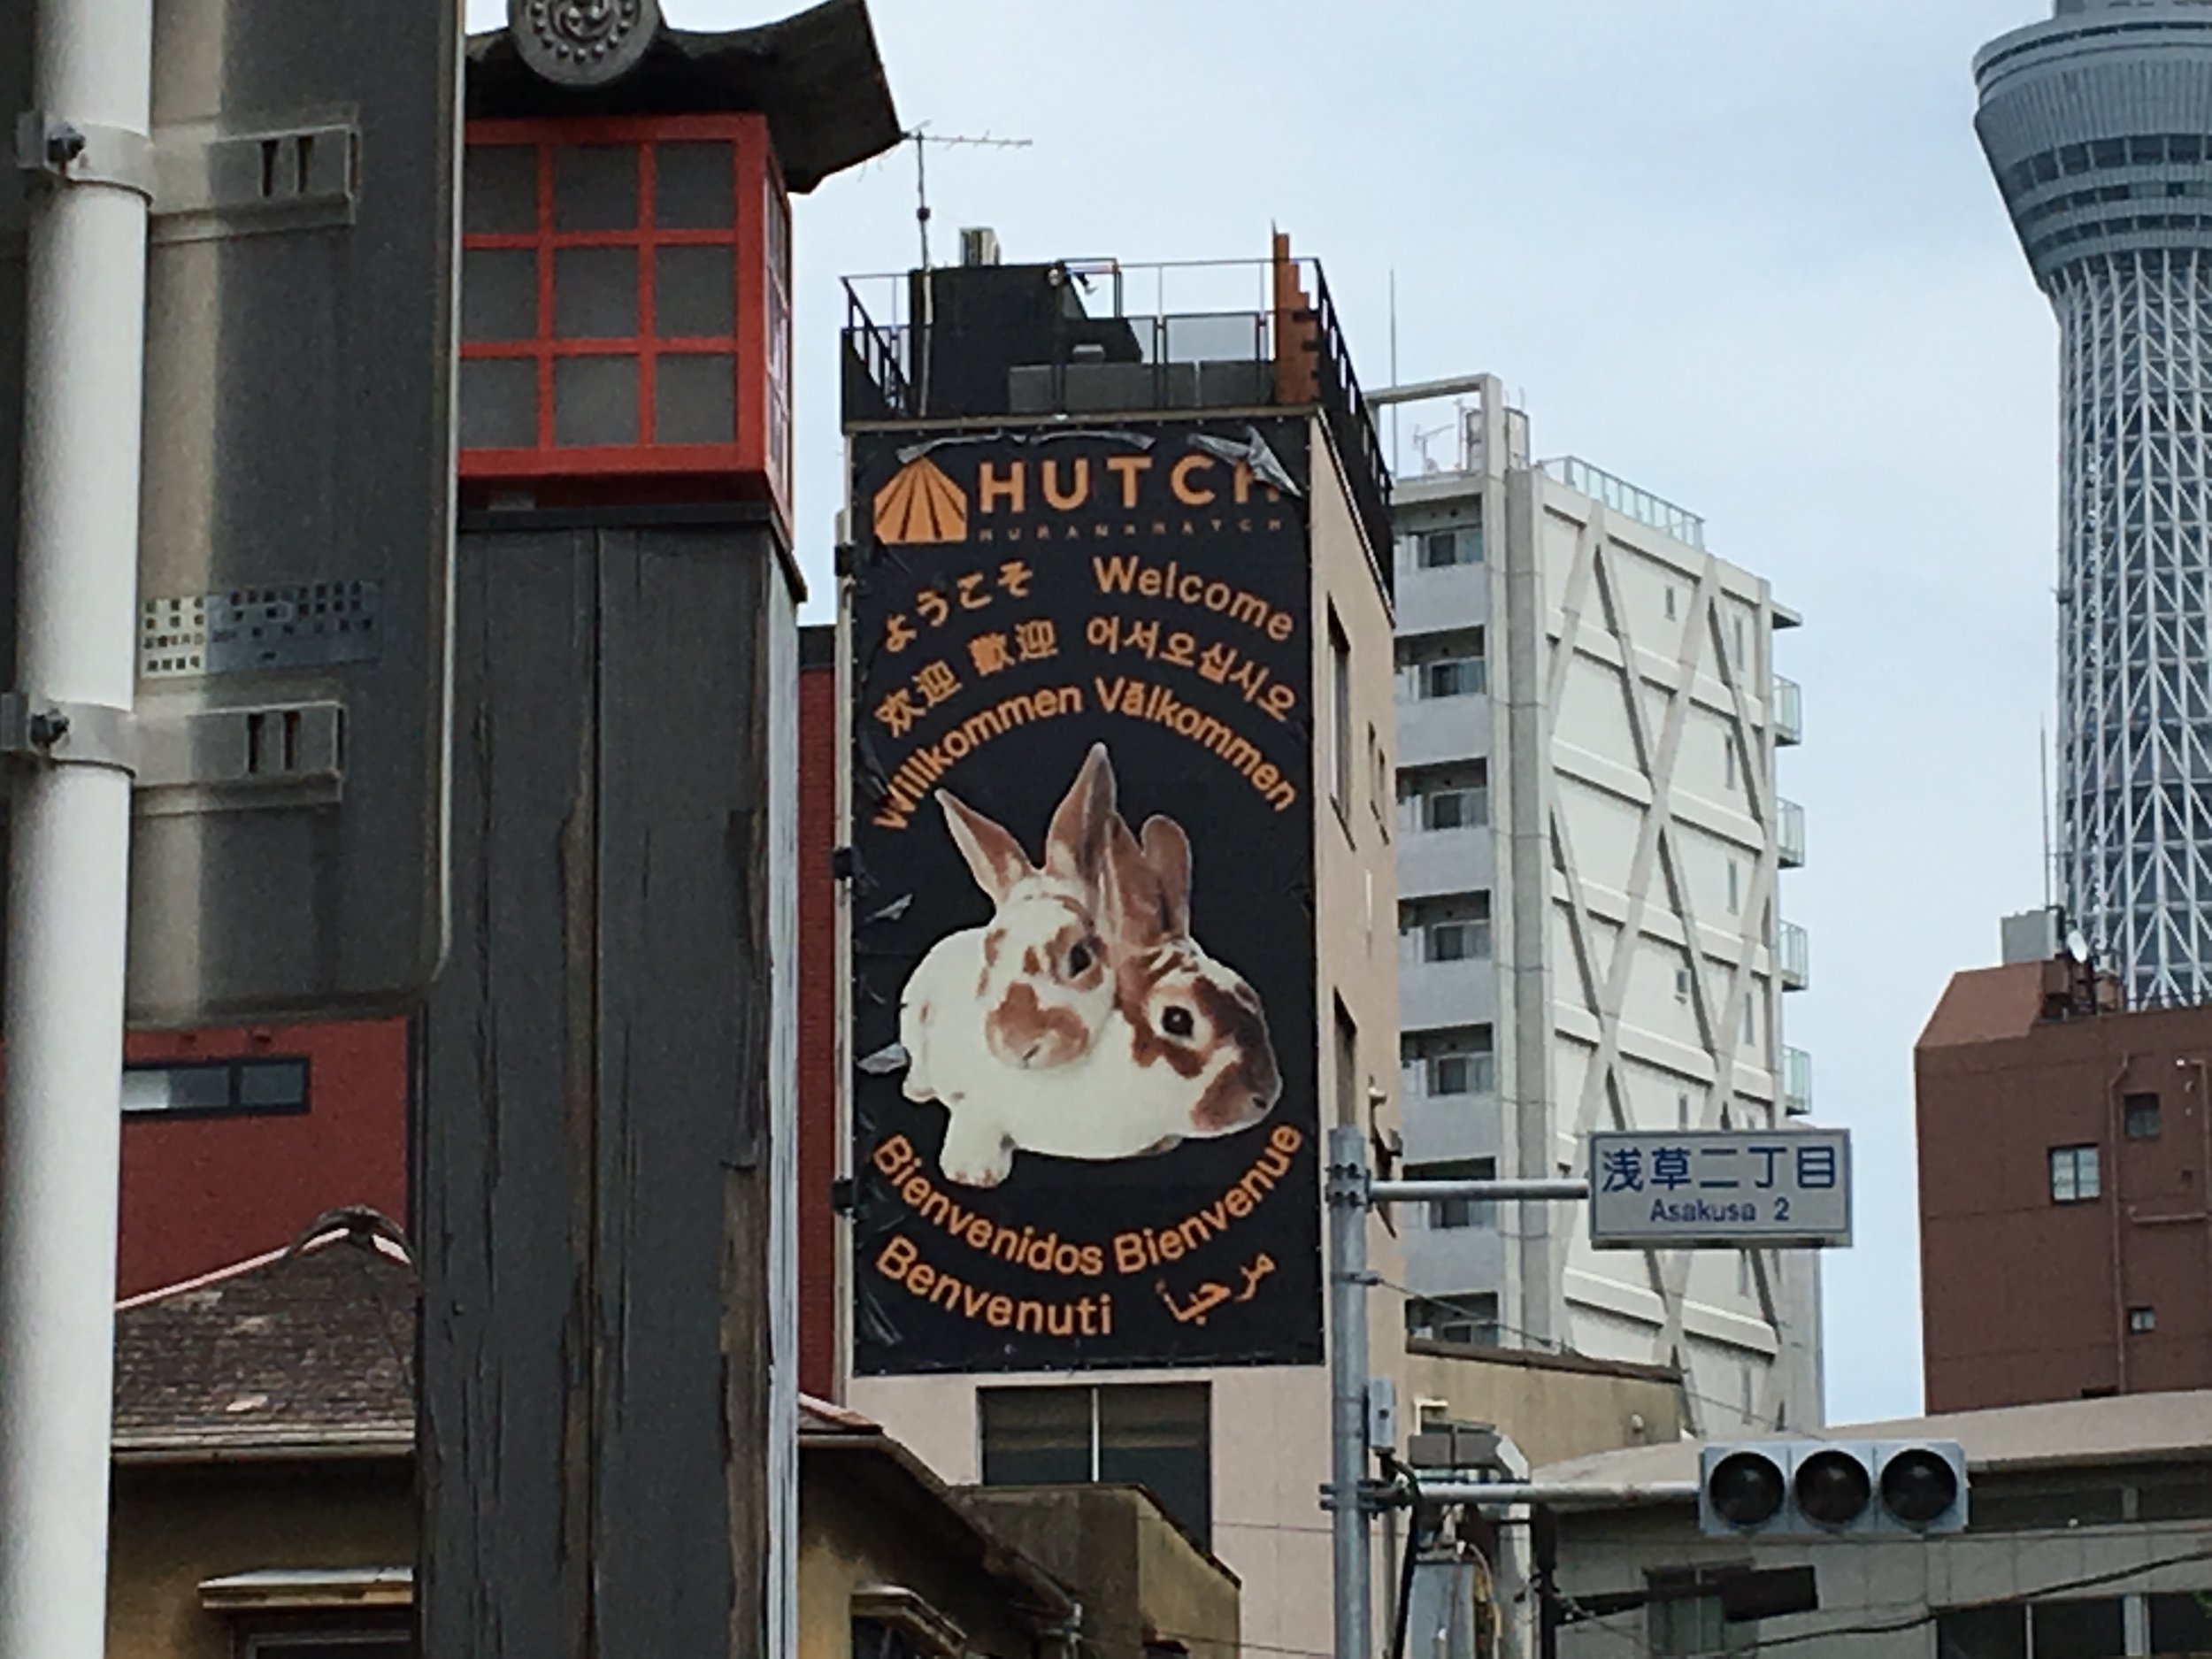 HUTCH
ようこそ Welcome
欢迎 歡迎 어서오십시오
Willkommen Välkommen
Bienvenidos Bienvenue
Benvenuti مرحباً
浅草二丁目
Asakusa 2